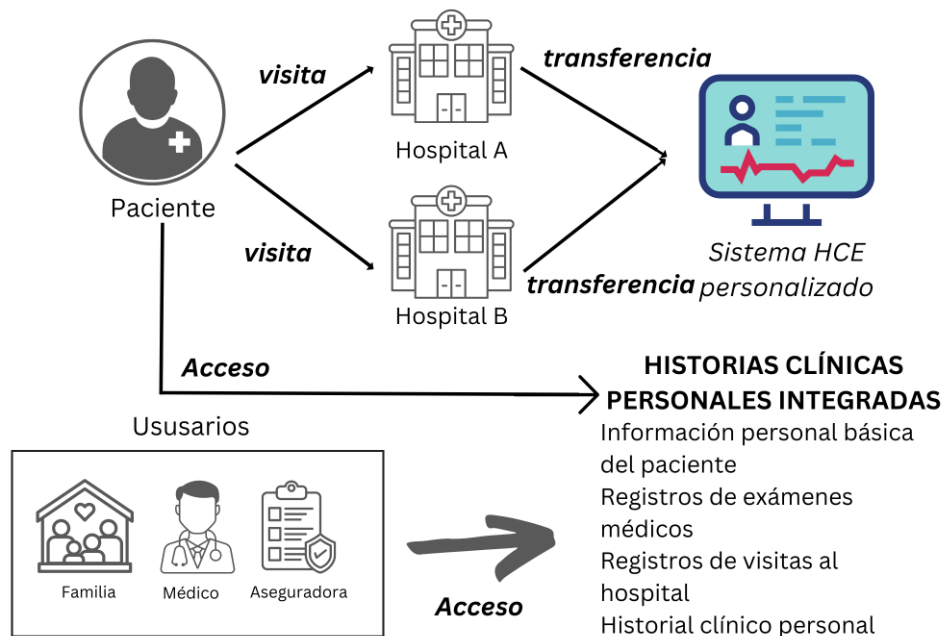 visita
transferencia
Hospital A
Paciente
visita
Sistema HCE
personalizado
transferencia
Hospital B
Acceso
HISTORIAS CLÍNICAS
PERSONALES INTEGRADAS
Ususarios
Información personal básica
del paciente
Registros de exámenes
médicos
Registros de visitas al
hospital
Historial clínico personal
Familia
Médico
Aseguradora
Acceso